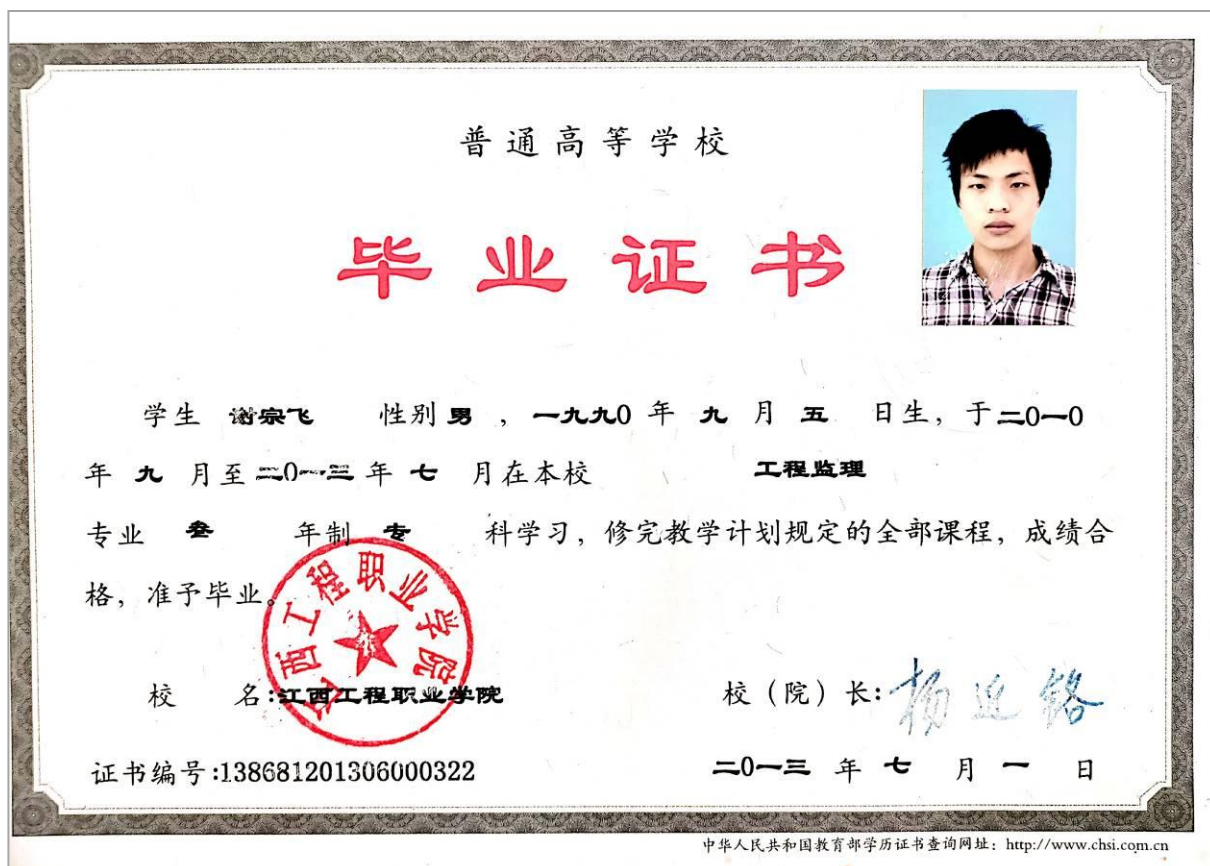 普通高等学校
毕业证书
学生 谢宗飞 性别 男 ，一九九0 年 九 月 五 日生，于 二0一0
年 九 月至 二0一三 年 七 月在本校 工程监理
专业 叁 年制 专 科学习，修完教学计划规定的全部课程，成绩合
格，准予毕业。
江西工程职业学院
校 名:江西工程职业学院 校（院）长:
证书编号:138681201306000322 二0一三 年 七 月 一 日
中华人民共和国教育部学历证书查询网址：http://www.chsi.com.cn